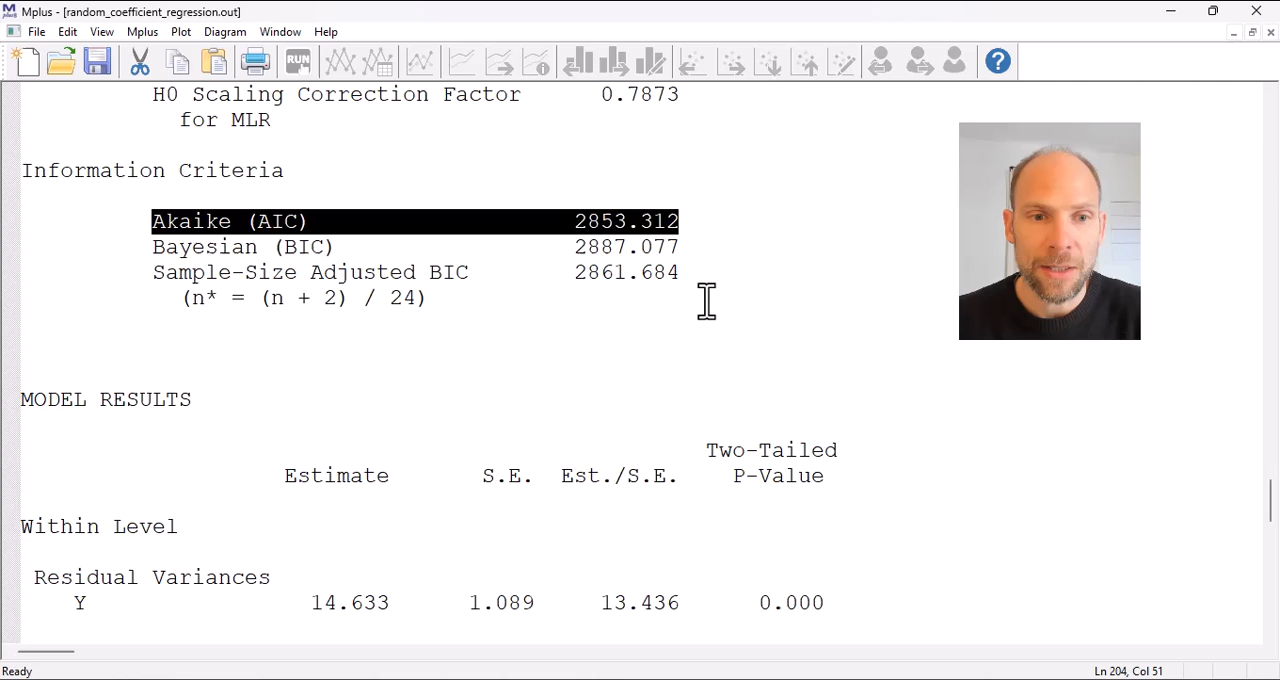 Mplus - [random_coefficient_regression.out]
File Edit View Mplus Plot Diagram Window Help
RUN
H0 Scaling Correction Factor 0.7873
for MLR
Information Criteria
Akaike (AIC) 2853.312
Bayesian (BIC) 2887.077
Sample-Size Adjusted BIC 2861.684
(n* = (n + 2) / 24)
MODEL RESULTS
Two-Tailed
Estimate S.E. Est./S.E. P-Value
Within Level
Residual Variances
Y 14.633 1.089 13.436 0.000
Ready Ln 204, Col 51